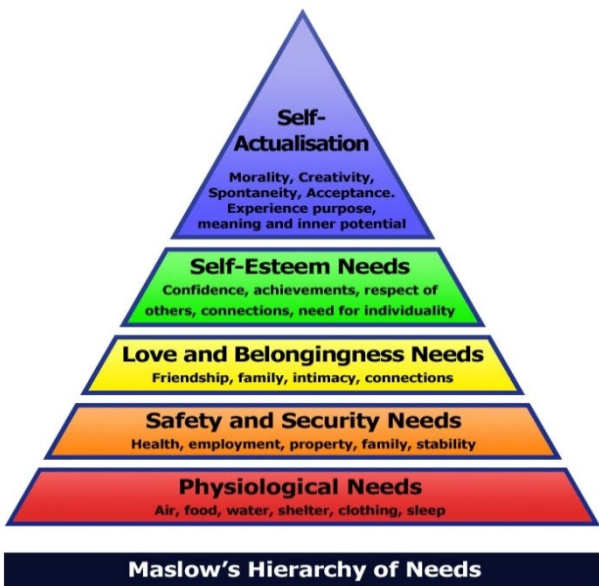 Self-
Actualisation
Morality, Creativity,
Spontaneity, Acceptance.
Experience purpose,
meaning and inner potential
Self-Esteem Needs
Confidence, achievements, respect of
others, connections, need for individuality
Love and Belongingness Needs
Friendship, family, intimacy, connections
Safety and Security Needs
Health, employment, property, family, stability
Physiological Needs
Air, food, water, shelter, clothing, sleep
Maslow's Hierarchy of Needs